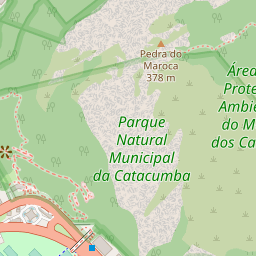 Pedra do
Maroca
378 m
Área
Prote
Ambie
do M
dos Ca
Parque
Natural
Municipal
da Catacumba